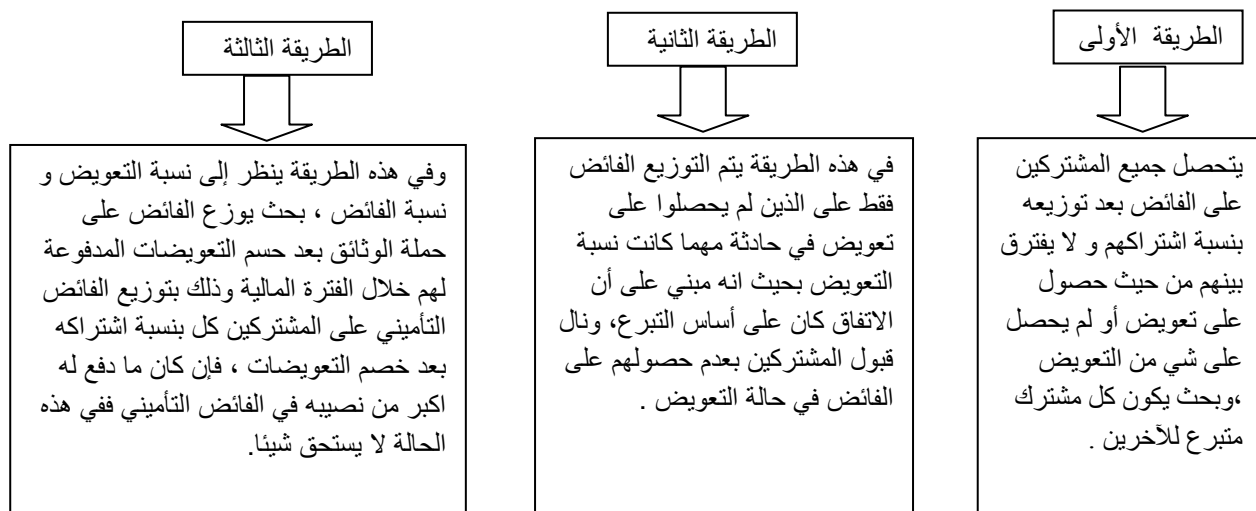 الطريقة الأولى
يتحصل جميع المشتركين
على الفائض بعد توزيعه
بنسبة اشتراكهم و لا يفترق
بينهم من حيث حصول
على تعويض أو لم يحصل
على شي من التعويض
،وبحث يكون كل مشترك
متبرع للآخرين .
الطريقة الثانية
في هذه الطريقة يتم التوزيع الفائض
فقط على الذين لم يحصلوا على
تعويض في حادثة مهما كانت نسبة
التعويض بحيث انه مبني على أن
الاتفاق كان على أساس التبرع، ونال
قبول المشتركين بعدم حصولهم على
الفائض في حالة التعويض .
الطريقة الثالثة
وفي هذه الطريقة ينظر إلى نسبة التعويض و
نسبة الفائض ، بحث يوزع الفائض على
حملة الوثائق بعد حسم التعويضات المدفوعة
لهم خلال الفترة المالية وذلك بتوزيع الفائض
التأميني على المشتركين كل بنسبة اشتراكه
بعد خصم التعويضات ، فإن كان ما دفع له
اكبر من نصيبه في الفائض التأميني ففي هذه
الحالة لا يستحق شيئا.